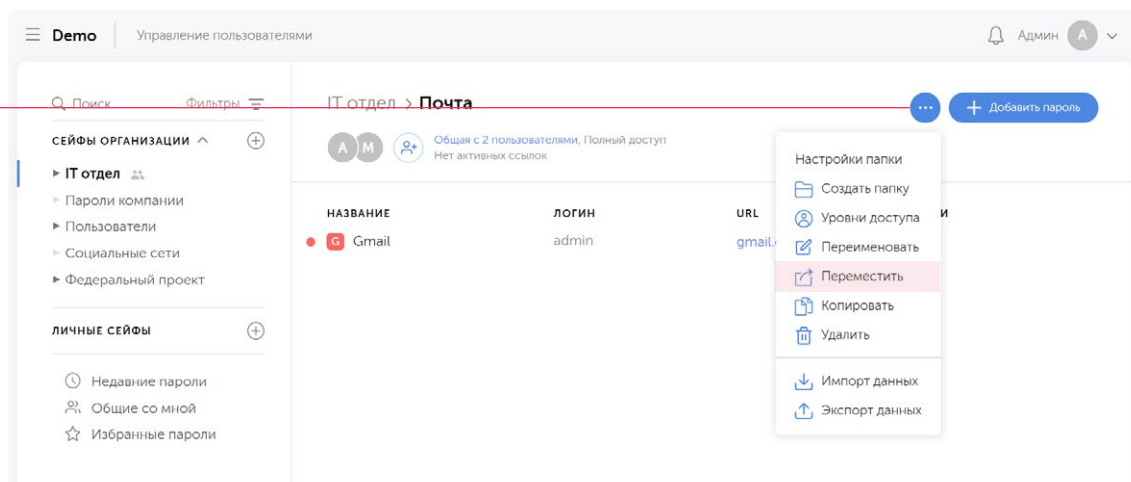 Demo Управление пользователями Админ A
Поиск Фильтры
IT отдел > Почта
... Добавить пароль
СЕЙФЫ ОРГАНИЗАЦИИ
A M Общая с 2 пользователями, Полный доступ
Нет активных ссылок
IT отдел
Пароли компании
Пользователи
Социальные сети
Федеральный проект
ЛИЧНЫЕ СЕЙФЫ
Недавние пароли
Общие со мной
Избранные пароли
НАЗВАНИЕ ЛОГИН URL И
G Gmail admin gmail.
Настройки папки
Создать папку
Уровни доступа
Переименовать
Переместить
Копировать
Удалить
Импорт данных
Экспорт данных